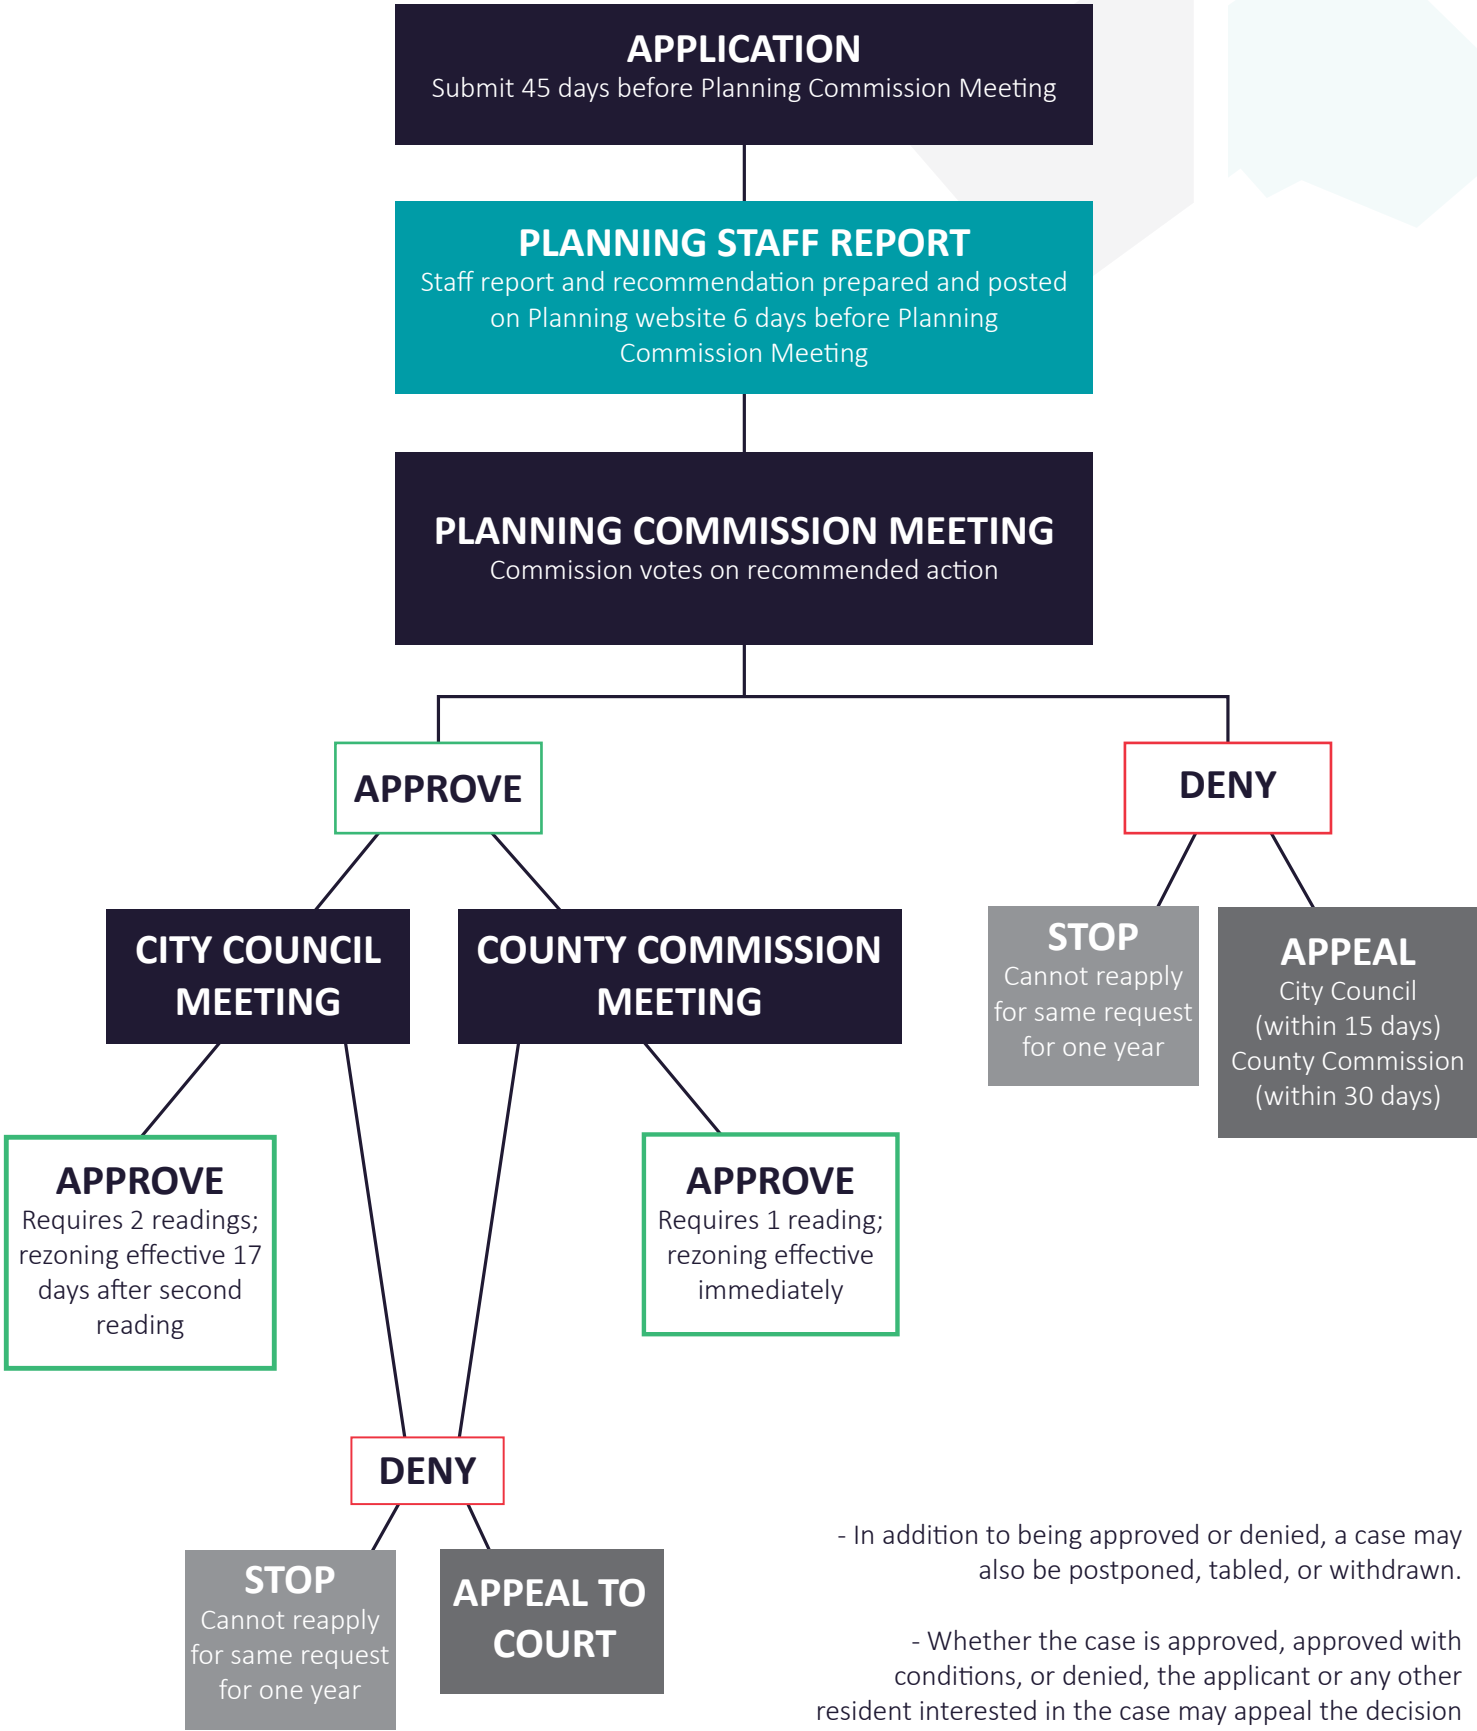 APPLICATION
Submit 45 days before Planning Commission Meeting
PLANNING STAFF REPORT
Staff report and recommendation prepared and posted
on Planning website 6 days before Planning
Commission Meeting
PLANNING COMMISSION MEETING
Commission votes on recommended action
APPROVE
DENY
CITY COUNCIL
MEETING
COUNTY COMMISSION
MEETING
STOP
Cannot reapply
for same request
for one year
APPEAL
City Council
(within 15 days)
County Commission
(within 30 days)
APPROVE
Requires 2 readings;
rezoning effective 17
days after second
reading
APPROVE
Requires 1 reading;
rezoning effective
immediately
DENY
STOP
Cannot reapply
for same request
for one year
APPEAL TO
COURT
- In addition to being approved or denied, a case may
also be postponed, tabled, or withdrawn.
- Whether the case is approved, approved with
conditions, or denied, the applicant or any other
resident interested in the case may appeal the decision